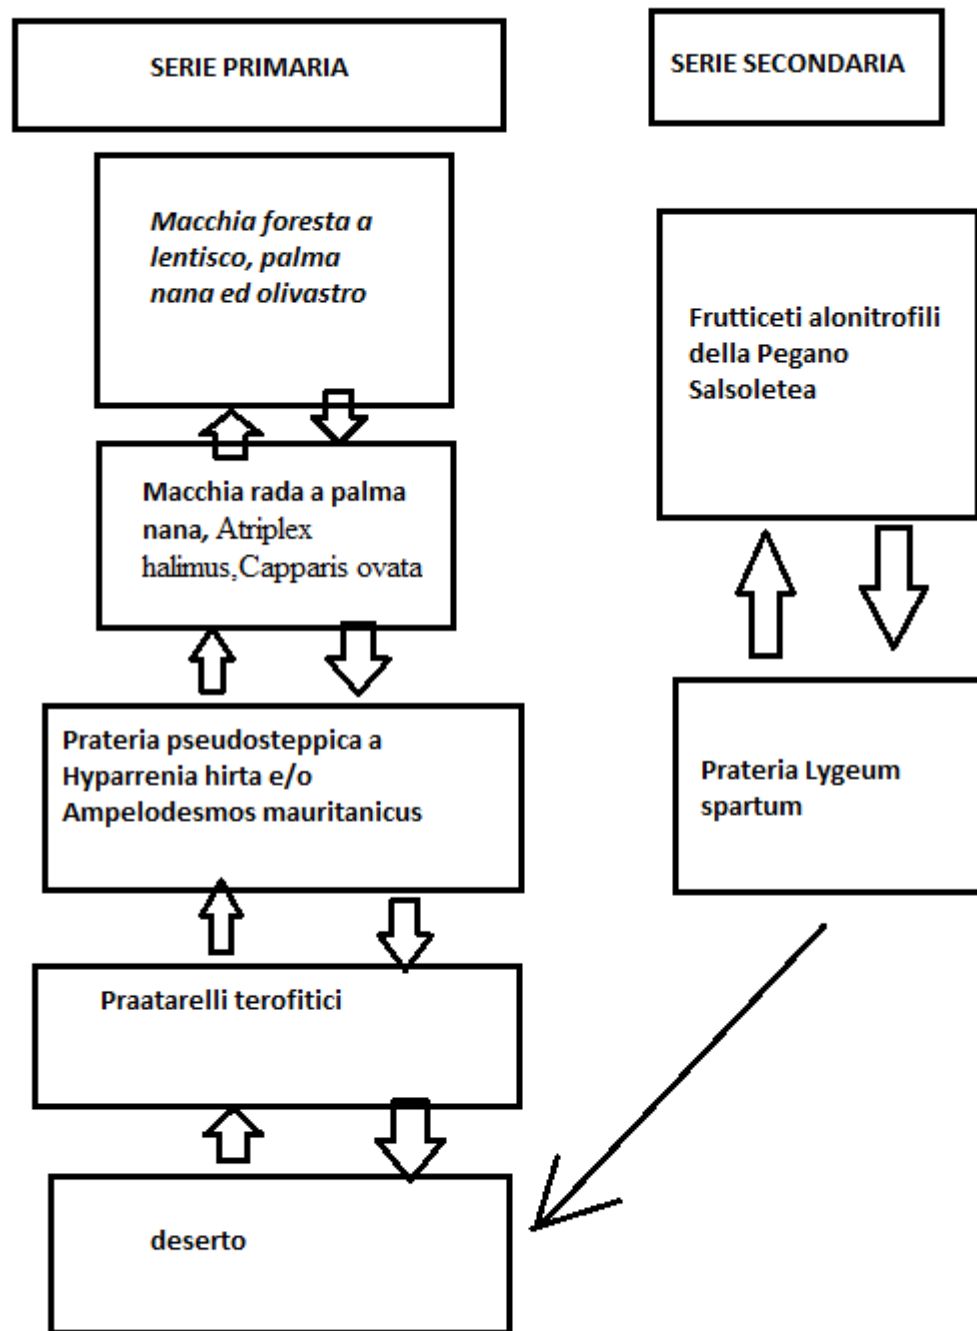 SERIE PRIMARIA
SERIE SECONDARIA
Macchia foresta a
lentisco, palma
nana ed olivastro
Frutticeti alonitrofili
della Pegano
Salsoletea
Macchia rada a palma
nana, Atriplex
halimus,Capparis ovata
Prateria pseudosteppica a
Hyparrenia hirta e/o
Ampelodesmos mauritanicus
Prateria Lygeum
spartum
Praatarelli terofitici
deserto